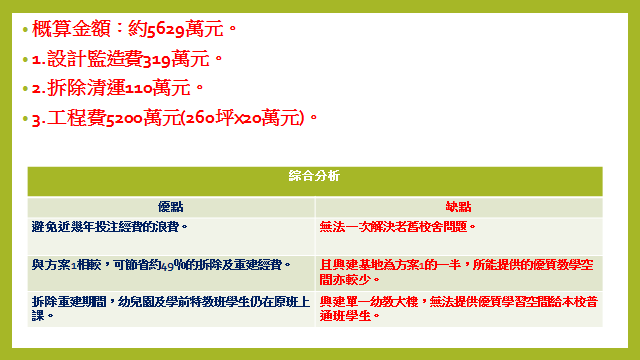 概算金額：約5629萬元。
1.設計監造費319萬元。
2.拆除清運110萬元。
3.工程費5200萬元(260坪x20萬元)。
綜合分析
優點
缺點
避免近幾年投注經費的浪費。
無法一次解決老舊校舍問題。
與方案1相較，可節省約49%的拆除及重建經費。
且興建基地為方案1的一半，所能提供的優質教學空
間亦較少。
拆除重建期間，幼兒園及學前特教班學生仍在原班上
課。
興建單一幼教大樓，無法提供優質學習空間給本校普
通班學生。